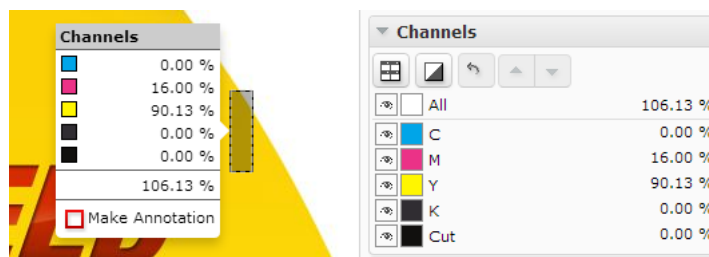 Channels
0.00 %
16.00 %
90.13 %
0.00 %
0.00 %
106.13 %
Make Annotation
Channels
All 106.13 %
C 0.00 %
M 16.00 %
Y 90.13 %
K 0.00 %
Cut 0.00 %